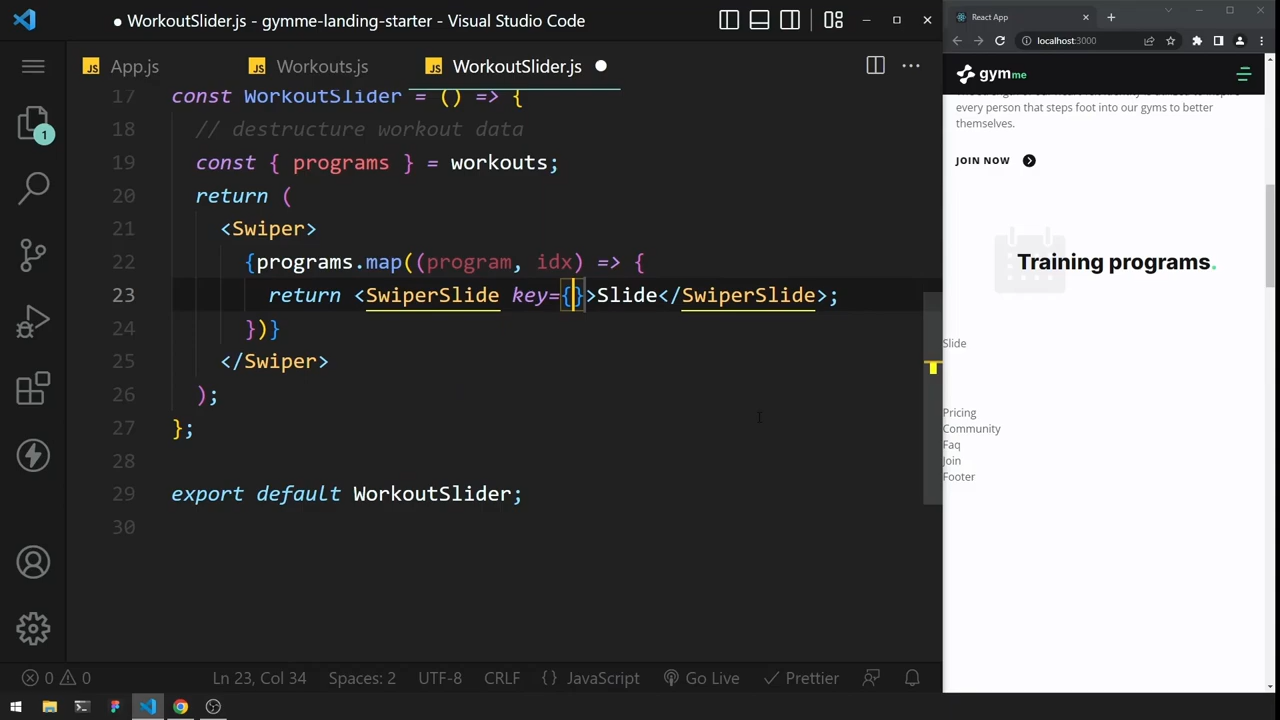 WorkoutSlider.js - gymme-landing-starter - Visual Studio Code
App.js
Workouts.js
WorkoutSlider.js
17 const WorkoutSlider = () => {
18 // destructure workout data
19 const { programs } = workouts;
20 return (
21 <Swiper>
22 {programs.map((program, idx) => {
23 return <SwiperSlide key={}>Slide</SwiperSlide>;
24 })}
25 </Swiper>
26 );
27 };
28
29 export default WorkoutSlider;
30
1
0 0
Ln 23, Col 34
Spaces: 2
UTF-8
CRLF
{} JavaScript
Go Live
Prettier
React App
localhost:3000
gymme
every person that steps foot into our gyms to better
themselves.
JOIN NOW
Training programs.
Slide
Pricing
Community
Faq
Join
Footer